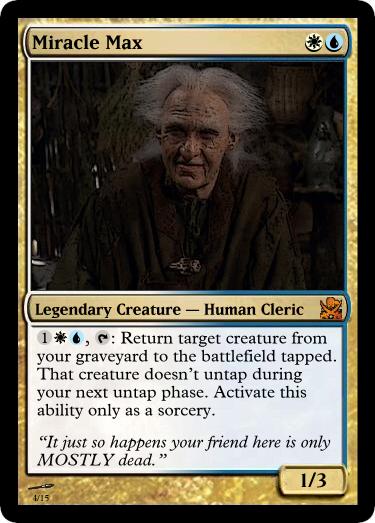 Miracle Max
Legendary Creature — Human Cleric
1, : Return target creature from
your graveyard to the battlefield tapped.
That creature doesn't untap during
your next untap phase. Activate this
ability only as a sorcery.
"It just so happens your friend here is only
MOSTLY dead."
1/3
4/15